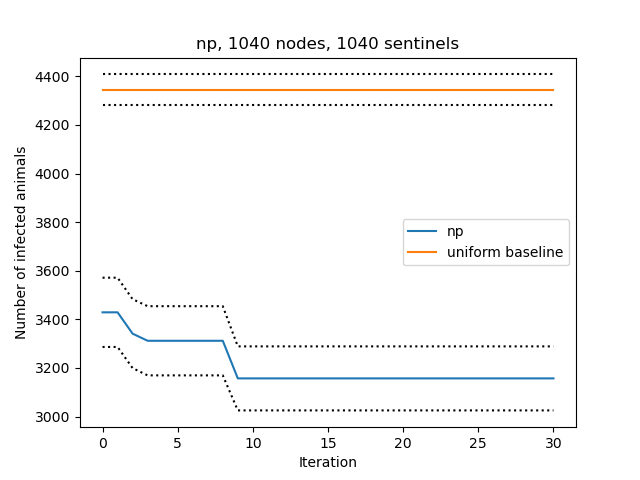 np, 1040 nodes, 1040 sentinels
Number of infected animals
4400
4200
4000
3800
3600
3400
3200
3000
np
uniform baseline
0 5 10 15 20 25 30
Iteration